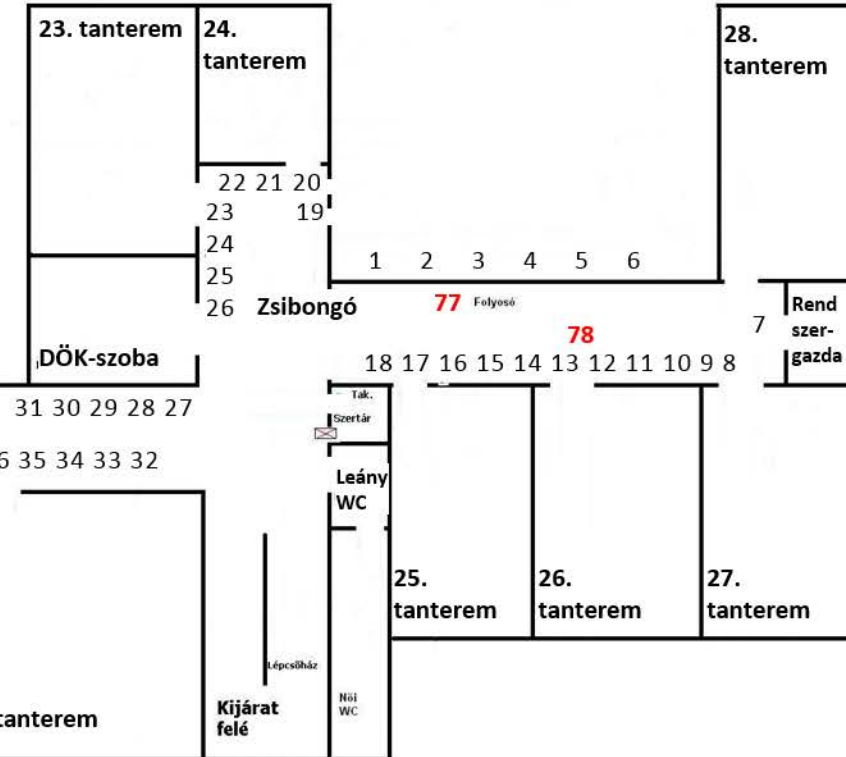 23. tanterem
24.
tanterem
28.
tanterem
22 21 20
23
19
24
25
26
Zsibongó
1 2 3 4 5 6
77
Folyosó
78
7
Rend
szer-
gazda
DÖK-szoba
18 17 16 15 14 13 12 11 10 9 8
31 30 29 28 27
Tak.
Szertár
6 35 34 33 32
Leány
WC
25.
tanterem
26.
tanterem
27.
tanterem
Lépcsőház
Kijárat
felé
Női
WC
tanterem